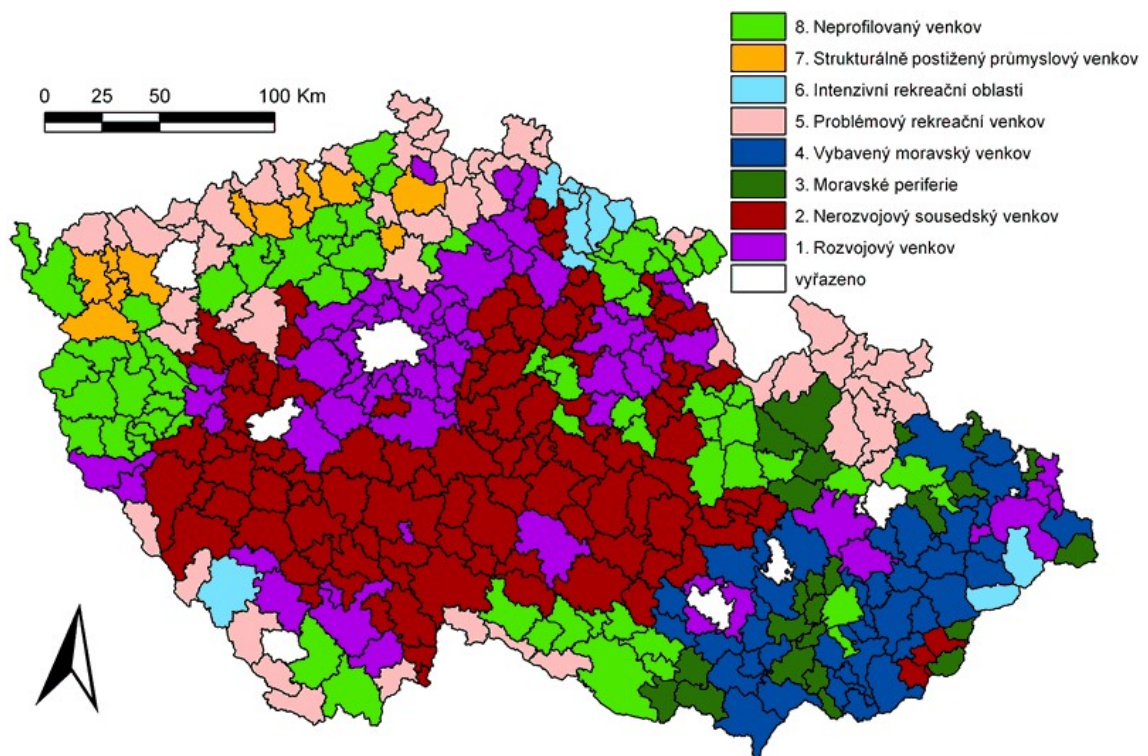 8. Neprofilovaný venkov
7. Strukturálně postižený průmyslový venkov
6. Intenzivní rekreační oblasti
5. Problémový rekreační venkov
4. Vybavený moravský venkov
3. Moravské periferie
2. Nerozvojový sousedský venkov
1. Rozvojový venkov
vyřazeno
0 25 50 100 Km